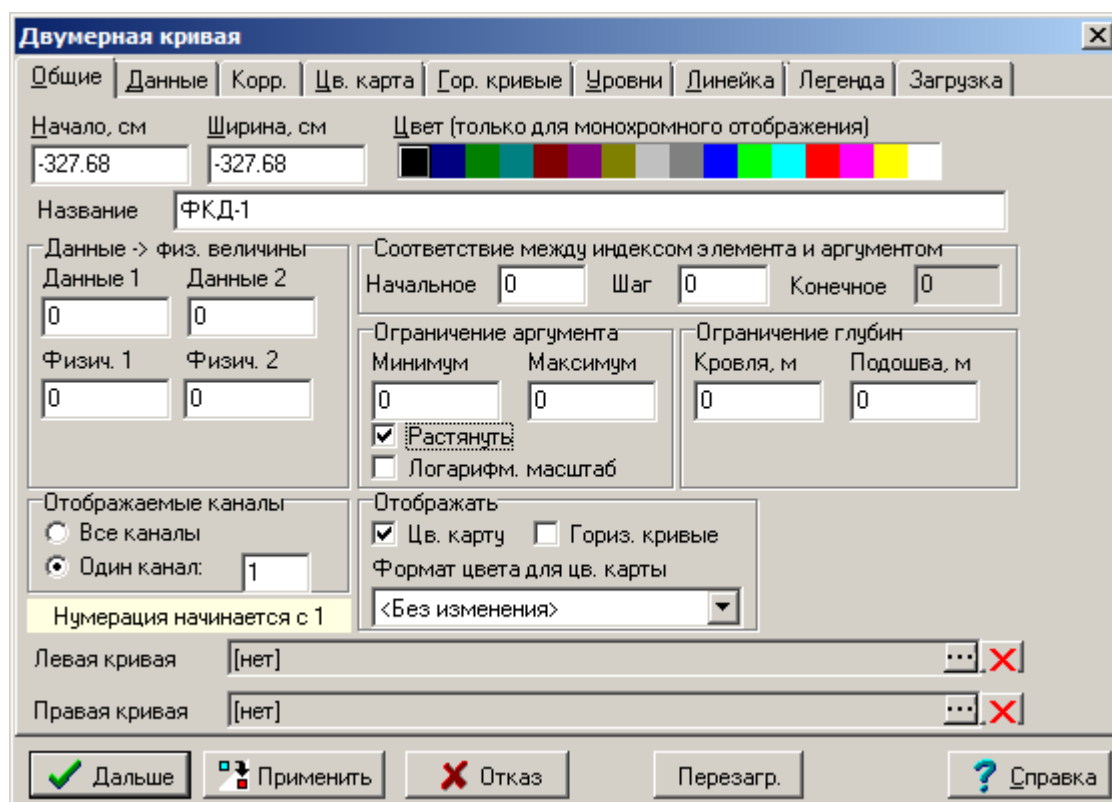 Двумерная кривая
Общие Данные Корр. Цв. карта Гор. кривые Уровни Линейка Легенда Загрузка
Начало, см Ширина, см Цвет (только для монохромного отображения)
-327.68 -327.68
Название ФКД-1
Данные -> физ. величины Соответствие между индексом элемента и аргументом
Данные 1 Данные 2 Начальное 0 Шаг 0 Конечное 0
0 0
Ограничение аргумента Ограничение глубин
Физич. 1 Физич. 2 Минимум Максимум Кровля, м Подошва, м
0 0 0 0 0 0
Растянуть
Логарифм. масштаб
Отображаемые каналы Отображать
Все каналы Цв. карту Гориз. кривые
Один канал: 1 Формат цвета для цв. карты
Нумерация начинается с 1 <Без изменения>
Левая кривая [нет] ...
Правая кривая [нет] ...
Дальше Применить Отказ Перезагр. Справка